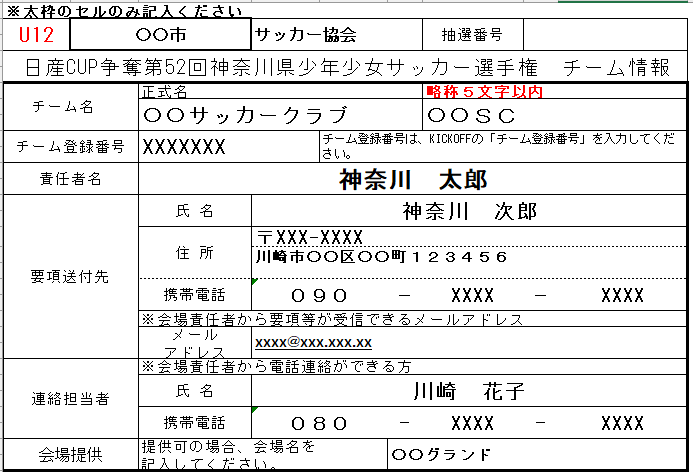 ※太枠のセルのみ記入ください
U12 〇〇市 サッカー協会 抽選番号
日産CUP争奪第52回神奈川県少年少女サッカー選手権 チーム情報
チーム名 正式名 略称５文字以内
〇〇サッカークラブ 〇〇ＳＣ
チーム登録番号 XXXXXXX チーム登録番号は、KICKOFFの「チーム登録番号」を入力してくだ
さい。
責任者名 神奈川 太郎
要項送付先 氏 名 神奈川 次郎
住 所 〒XXX-XXXX
川崎市〇〇区〇〇町１２３４５６
携帯電話 ０９０ － XXXX － XXXX
※会場責任者から要項等が受信できるメールアドレス
メール
アドレス xxxx@xxx.xxx.xx
連絡担当者 ※会場責任者から電話連絡ができる方
氏 名 川崎 花子
携帯電話 ０８０ － XXXX － XXXX
会場提供 提供可の場合、会場名を
記入してください。 〇〇グランド